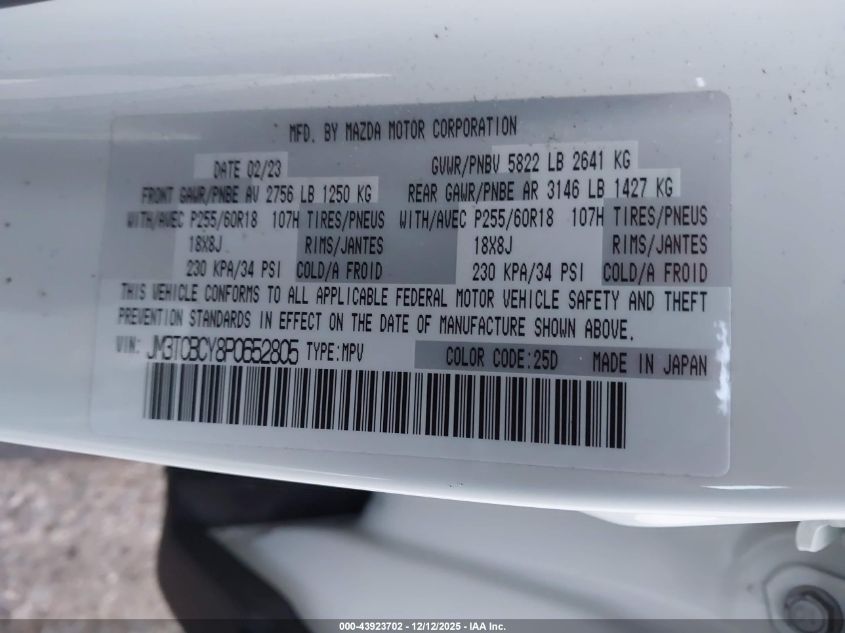 MFD. BY MAZDA MOTOR CORPORATION
DATE 02/23 GVWR/PNBV 5822 LB 2641 KG
FRONT GAWR/PNBE AV 2756 LB 1250 KG REAR GAWR/PNBE AR 3146 LB 1427 KG
WITH/AVEC P255/60R18 107H TIRES/PNEUS WITH/AVEC P255/60R18 107H TIRES/PNEUS
18X8J RIMS/JANTES 18X8J RIMS/JANTES
230 KPA/34 PSI COLD/A FROID 230 KPA/34 PSI COLD/A FROID
THIS VEHICLE CONFORMS TO ALL APPLICABLE FEDERAL MOTOR VEHICLE SAFETY AND THEFT
PREVENTION STANDARDS IN EFFECT ON THE DATE OF MANUFACTURE SHOWN ABOVE.
VIN: JM3TCBCY8P0652805 TYPE:MPV COLOR CODE:25D MADE IN JAPAN
000-43923702 - 12/12/2025 - IAA Inc.